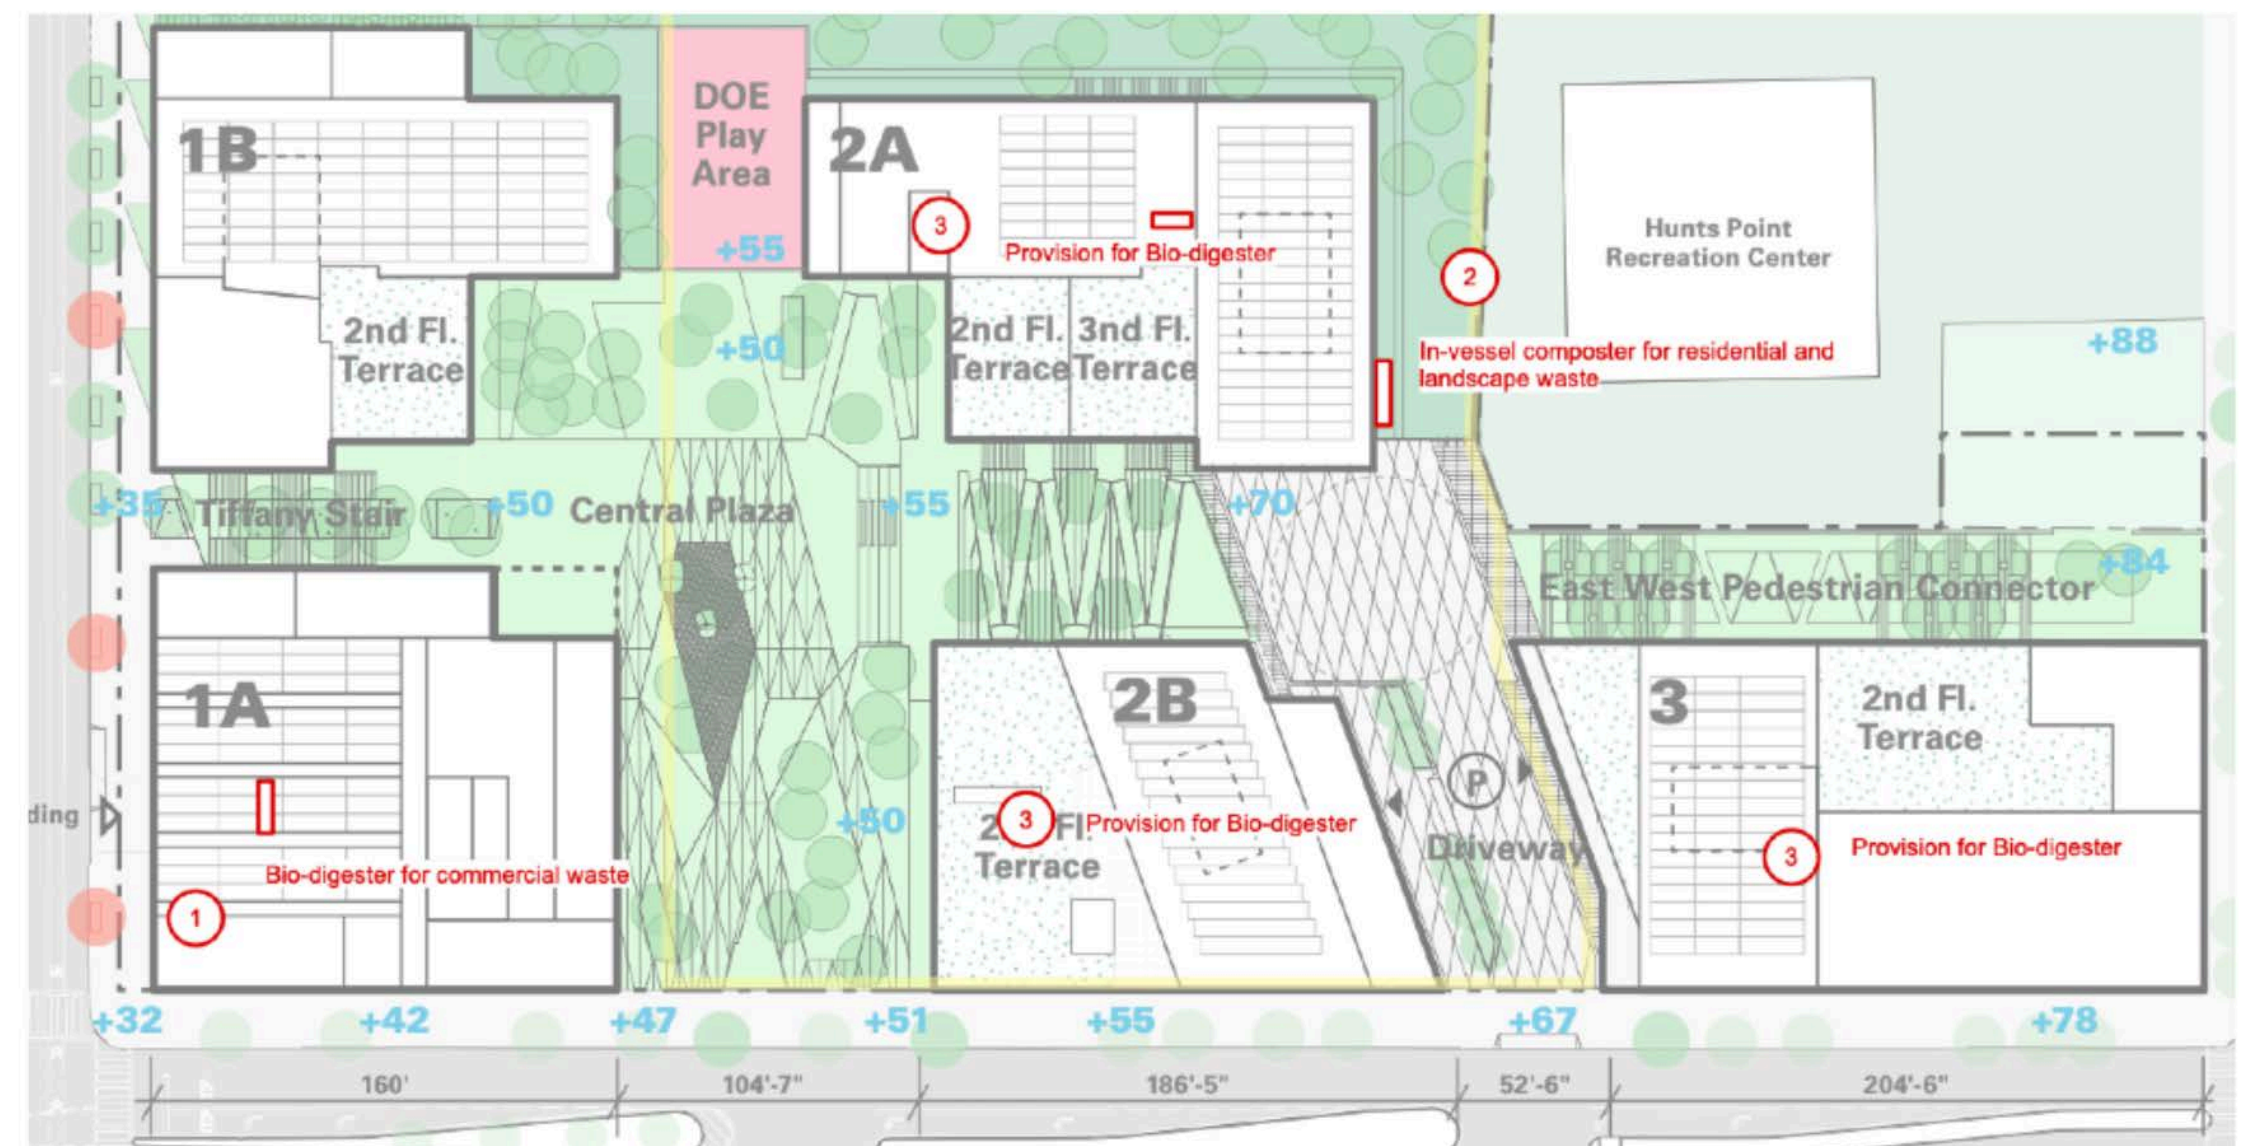 1B
DOE
Play
Area
+55
2A
3
Provision for Bio-digester
2
Hunts Point
Recreation Center
2nd Fl.
Terrace
+50
2nd Fl.
Terrace
3nd Fl.
Terrace
In-vessel composter for residential and
landscape waste
+88
+35
Tiffany Stair
+50
Central Plaza
+55
+70
East West Pedestrian Connector
+84
1A
2B
3
2nd Fl.
Terrace
P
Driveway
ding
+50
3
Fl.
Terrace
Provision for Bio-digester
3
Provision for Bio-digester
Bio-digester for commercial waste
1
+32
+42
+47
+51
+55
+67
+78
160'
104'-7"
186'-5"
52'-6"
204'-6"